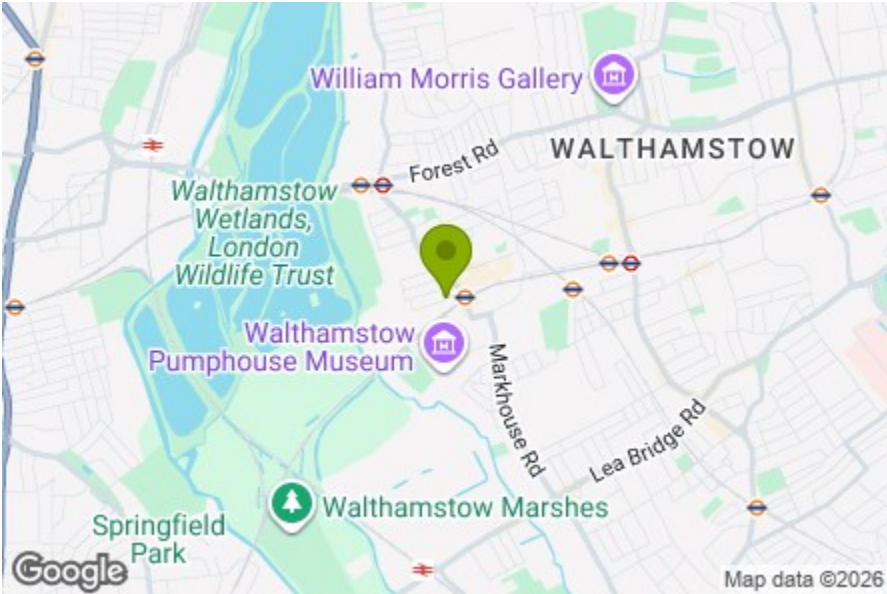 William Morris Gallery
WALTHAMSTOW
Forest Rd
Walthamstow
Wetlands,
London
Wildlife Trust
Walthamstow
Pumphouse Museum
Markhouse Rd
Lea Bridge Rd
Walthamstow Marshes
Springfield
Park
Google
Map data ©2026